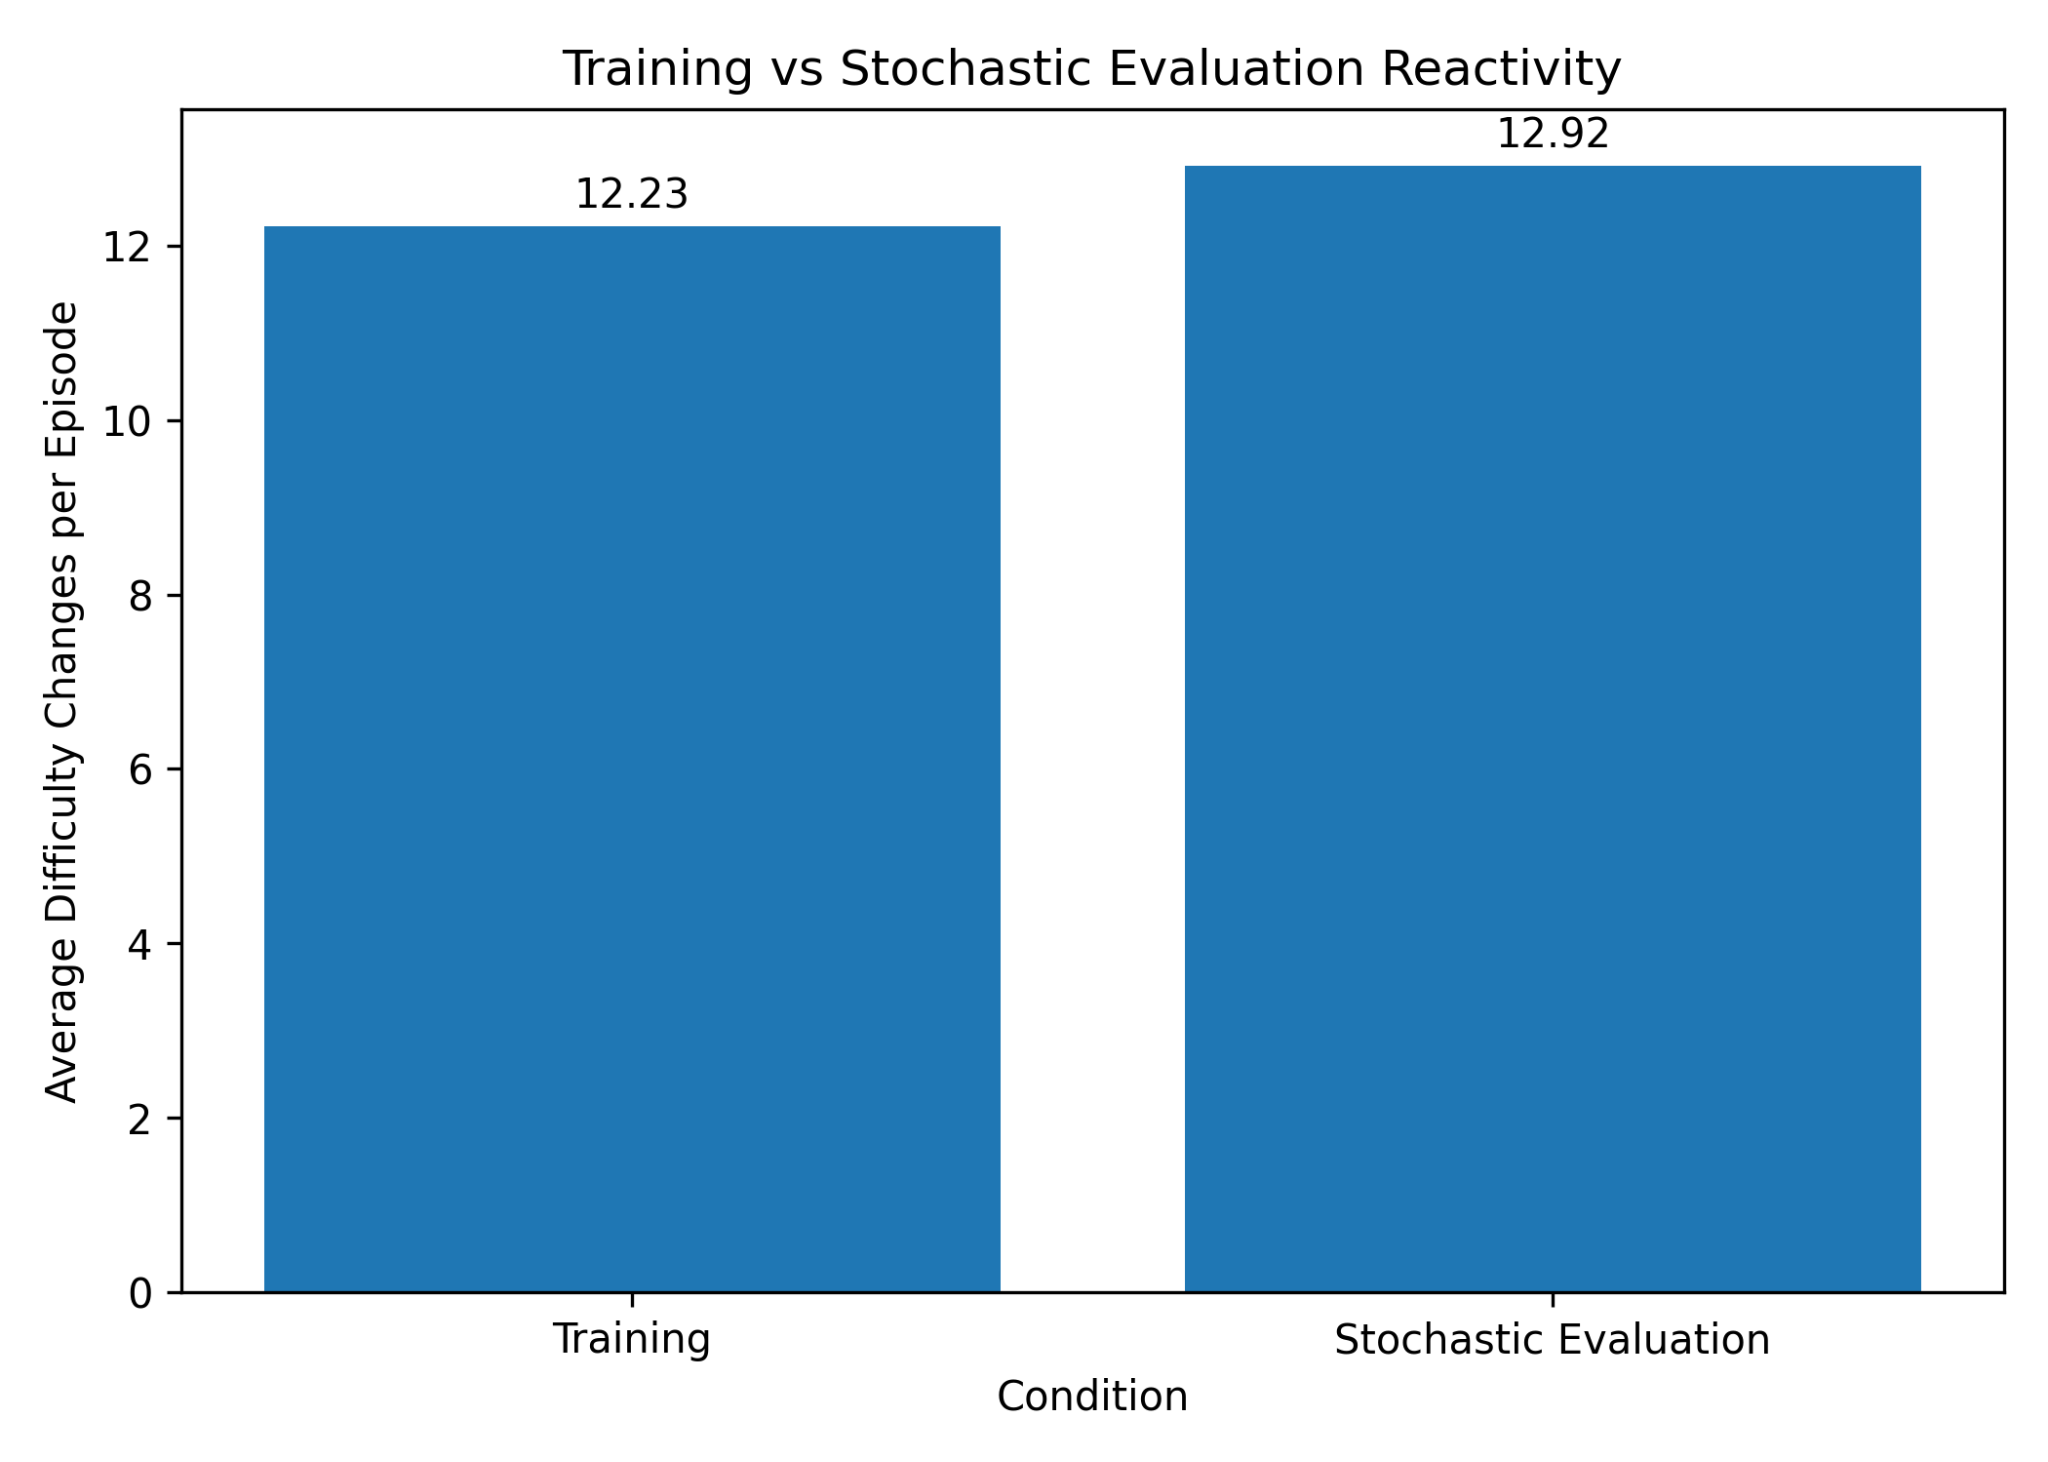 Training vs Stochastic Evaluation Reactivity
12.92
12.23
12
10
8
6
4
2
0
Average Difficulty Changes per Episode
Training
Stochastic Evaluation
Condition